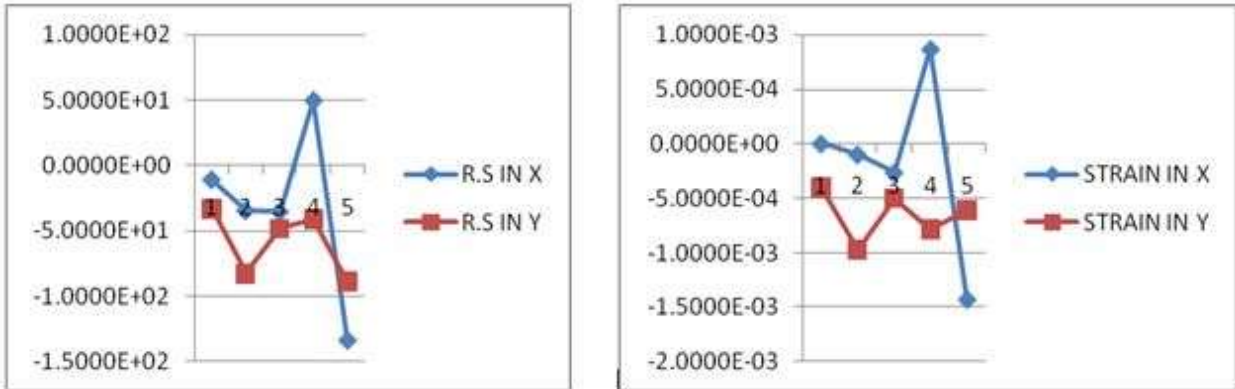 1.0000E+02
5.0000E+01
0.0000E+00
-5.0000E+01
-1.0000E+02
-1.5000E+02
1 2 3 4 5
R.S IN X
R.S IN Y
1.0000E-03
5.0000E-04
0.0000E+00
-5.0000E-04
-1.0000E-03
-1.5000E-03
-2.0000E-03
1 2 3 4 5
STRAIN IN X
STRAIN IN Y